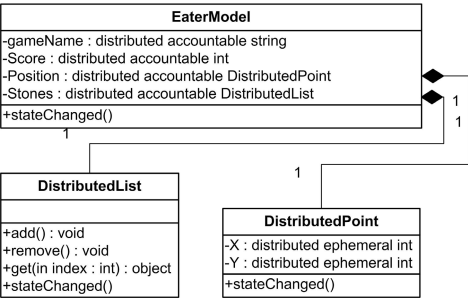 EaterModel
-gameName : distributed accountable string
-Score : distributed accountable int
-Position : distributed accountable DistributedPoint
-Stones : distributed accountable DistributedList
+stateChanged()
1
1
1
1
DistributedList
+add() : void
+remove() : void
+get(in index : int) : object
+stateChanged()
DistributedPoint
-X : distributed ephemeral int
-Y : distributed ephemeral int
+stateChanged()